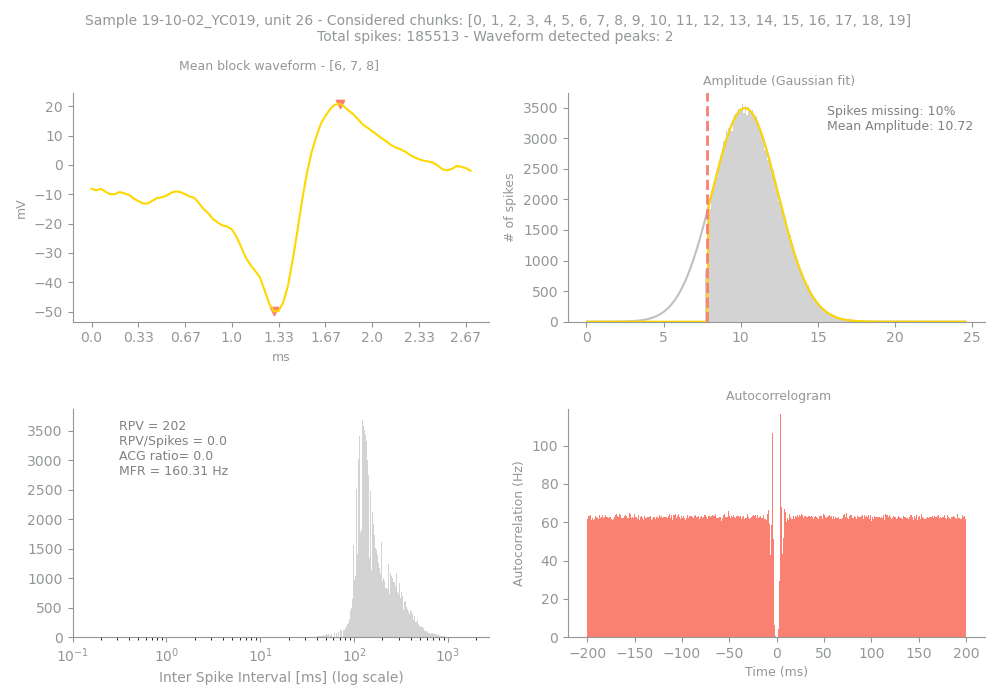 Sample 19-10-02_YC019, unit 26 - Considered chunks: [0, 1, 2, 3, 4, 5, 6, 7, 8, 9, 10, 11, 12, 13, 14, 15, 16, 17, 18, 19]
Total spikes: 185513 - Waveform detected peaks: 2
Mean block waveform - [6, 7, 8]
20
10
0
−10
−20
−30
−40
−50
mV
0.0 0.33 0.67 1.0 1.33 1.67 2.0 2.33 2.67
ms
Amplitude (Gaussian fit)
Spikes missing: 10%
Mean Amplitude: 10.72
3500
3000
2500
2000
1500
1000
500
0
# of spikes
0 5 10 15 20 25
RPV = 202
RPV/Spikes = 0.0
ACG ratio= 0.0
MFR = 160.31 Hz
3500
3000
2500
2000
1500
1000
500
0
10⁻¹ 10⁰ 10¹ 10² 10³
Inter Spike Interval [ms] (log scale)
Autocorrelogram
100
80
60
40
20
0
Autocorrelation (Hz)
−200 −150 −100 −50 0 50 100 150 200
Time (ms)